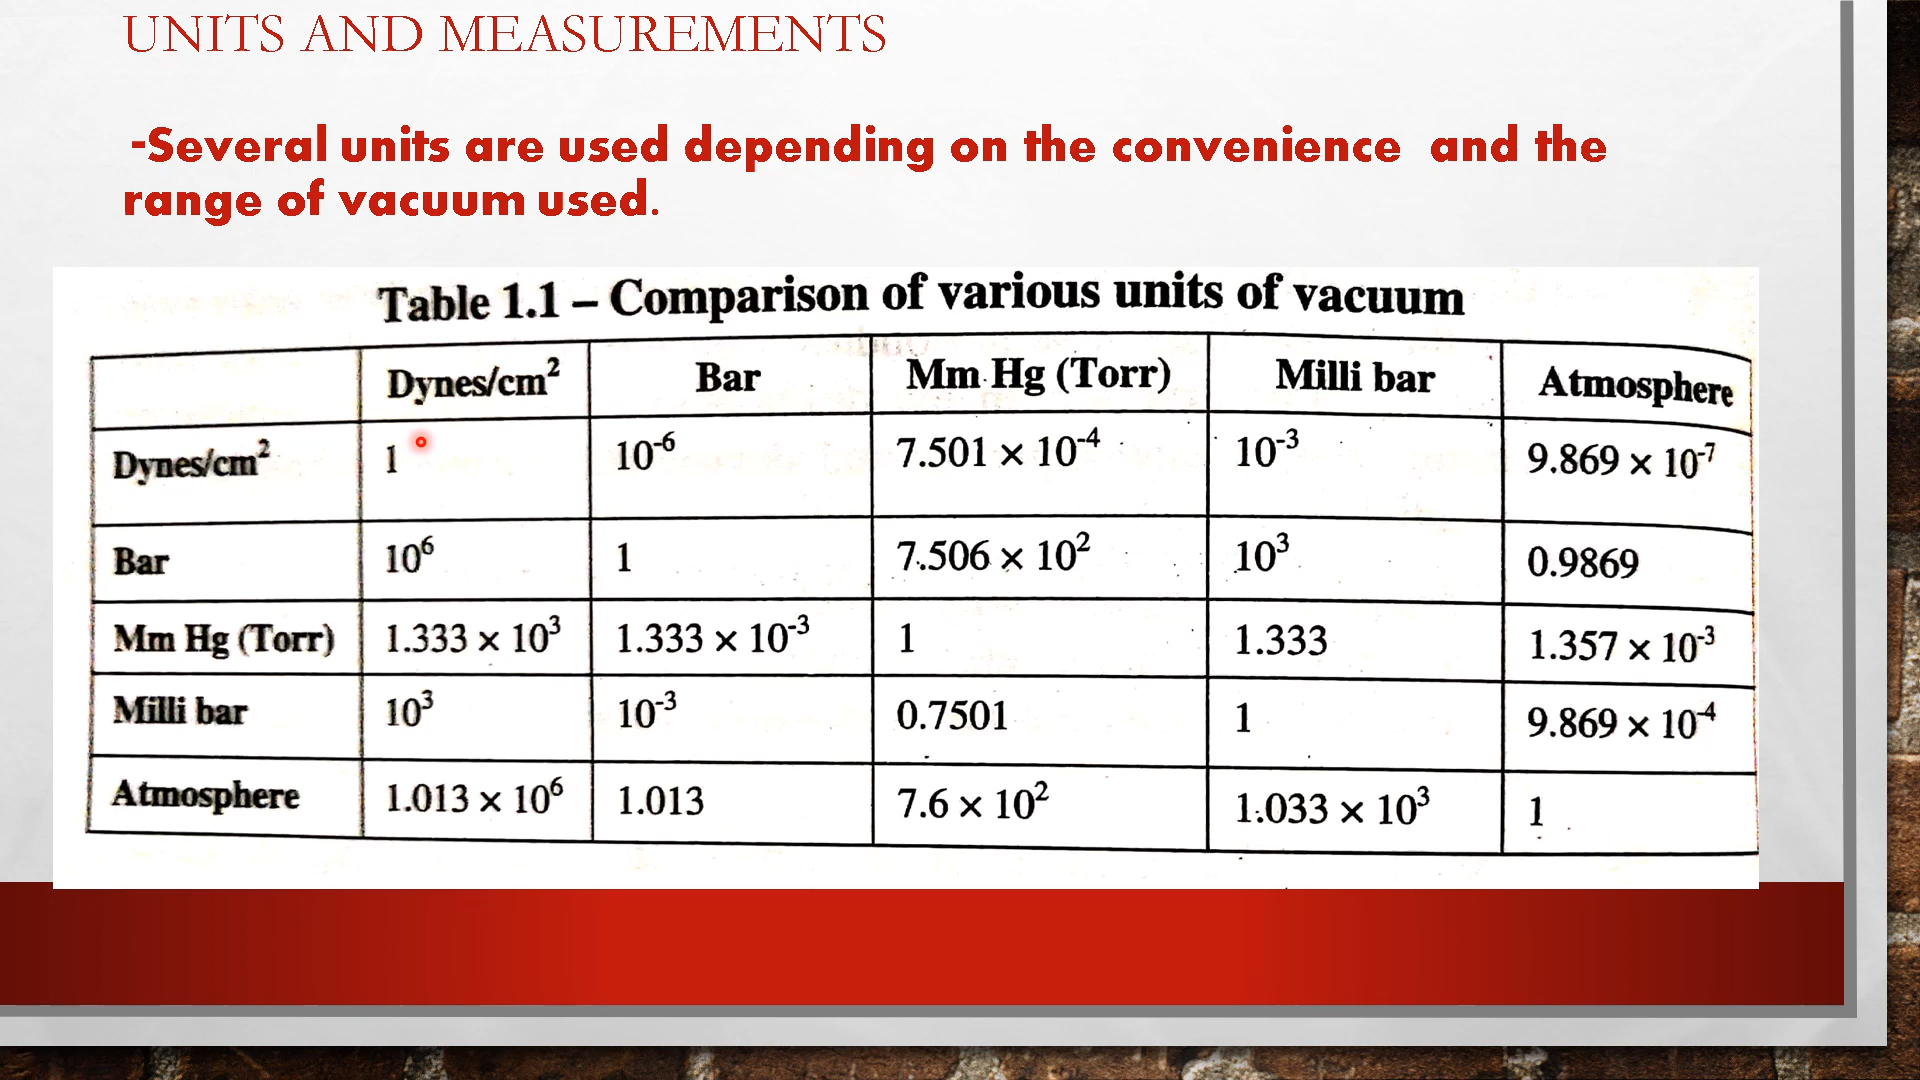 UNITS AND MEASUREMENTS
-Several units are used depending on the convenience and the
range of vacuum used.
Table 1.1 – Comparison of various units of vacuum
Dynes/cm² Bar Mm Hg (Torr) Milli bar Atmosphere
Dynes/cm² 1 10⁻⁶ 7.501 × 10⁻⁴ 10⁻³ 9.869 × 10⁻⁷
Bar 10⁶ 1 7.506 × 10² 10³ 0.9869
Mm Hg (Torr) 1.333 × 10³ 1.333 × 10⁻³ 1 1.333 1.357 × 10⁻³
Milli bar 10³ 10⁻³ 0.7501 1 9.869 × 10⁻⁴
Atmosphere 1.013 × 10⁶ 1.013 7.6 × 10² 1.033 × 10³ 1